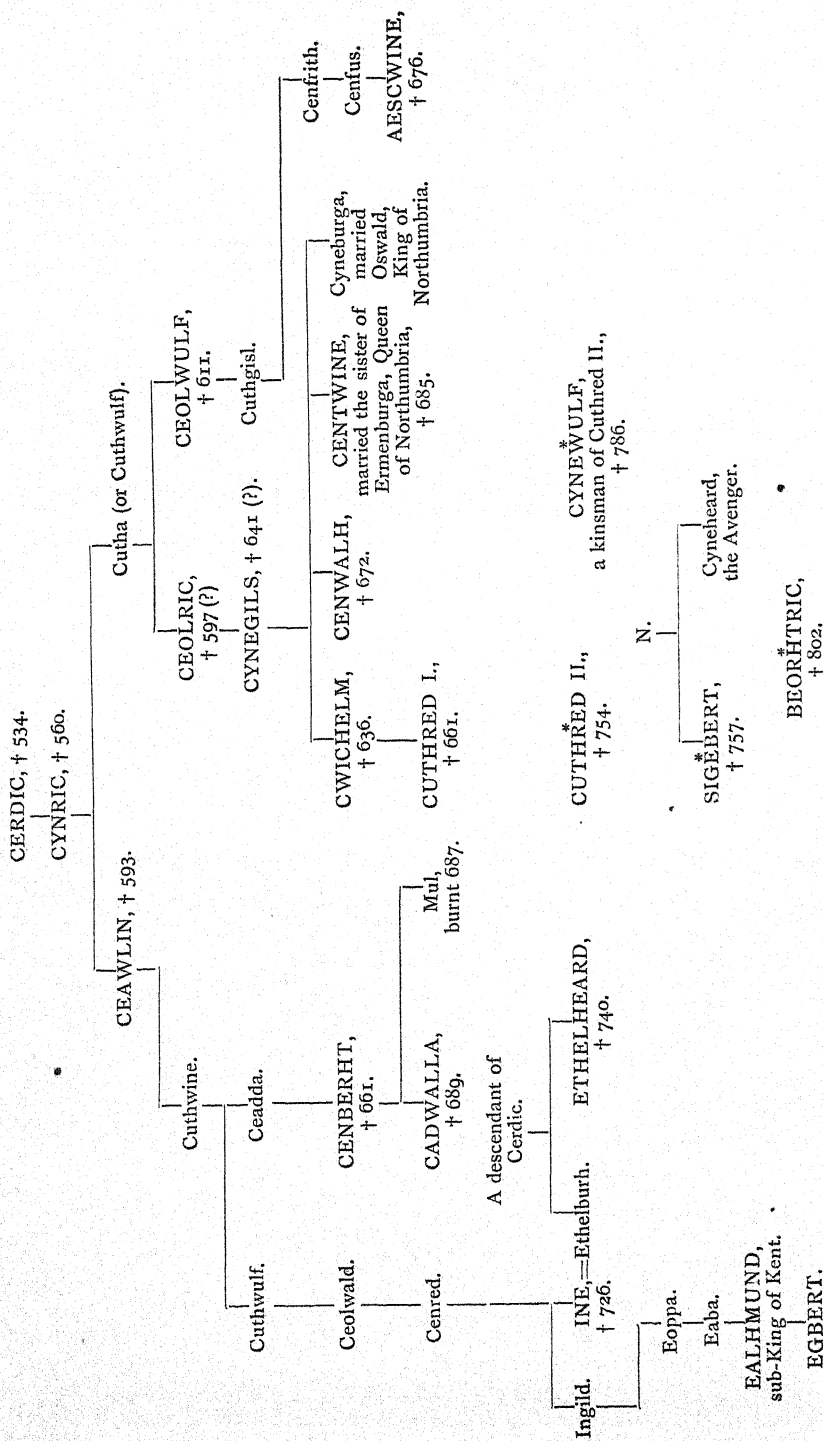 CERDIC, † 534.
CYNRIC, † 560.
CEAWLIN, † 593.
Cutha (or Cuthwulf).
Cuthwine.
CEOLRIC,
† 597 (?)
CEOLWULF,
† 611.
Cuthwulf.
Ceadda.
CYNEGILS, † 641 (?).
Cuthgisl.
Ceolwald.
CENBERHT,
† 661.
CWICHELM,
† 636.
CENWALH,
† 672.
CENTWINE,
married the sister of
Ermenburga, Queen
of Northumbria,
† 685.
Cyneburga,
married
Oswald,
King of
Northumbria.
Cenfrith.
Cenfus.
AESCWINE,
† 676.
Cenred.
CADWALLA,
† 689.
Mul,
burnt 687.
CUTHRED I.,
† 661.
A descendant of
Cerdic.
Ingild.
INE,=Ethelburh.
† 726.
ETHELHEARD,
† 740.
CUTHRED* II.,
† 754.
CYNEWULF,*
a kinsman of Cuthred II.,
† 786.
Eoppa.
Eaba.
EALHMUND,
sub-King of Kent.
EGBERT.
N.
SIGEBERT,*
† 757.
Cyneheard,
the Avenger.
BEORHTRIC,*
† 802.